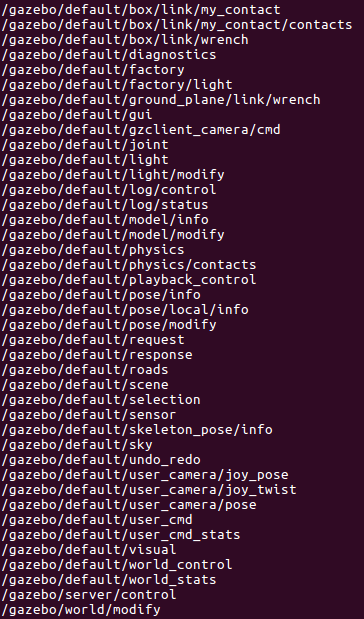 /gazebo/default/box/link/my_contact
/gazebo/default/box/link/my_contact/contacts
/gazebo/default/box/link/wrench
/gazebo/default/diagnostics
/gazebo/default/factory
/gazebo/default/factory/light
/gazebo/default/ground_plane/link/wrench
/gazebo/default/gui
/gazebo/default/gzclient_camera/cmd
/gazebo/default/joint
/gazebo/default/light
/gazebo/default/light/modify
/gazebo/default/log/control
/gazebo/default/log/status
/gazebo/default/model/info
/gazebo/default/model/modify
/gazebo/default/physics
/gazebo/default/physics/contacts
/gazebo/default/playback_control
/gazebo/default/pose/info
/gazebo/default/pose/local/info
/gazebo/default/pose/modify
/gazebo/default/request
/gazebo/default/response
/gazebo/default/roads
/gazebo/default/scene
/gazebo/default/selection
/gazebo/default/sensor
/gazebo/default/skeleton_pose/info
/gazebo/default/sky
/gazebo/default/undo_redo
/gazebo/default/user_camera/joy_pose
/gazebo/default/user_camera/joy_twist
/gazebo/default/user_camera/pose
/gazebo/default/user_cmd
/gazebo/default/user_cmd_stats
/gazebo/default/visual
/gazebo/default/world_control
/gazebo/default/world_stats
/gazebo/server/control
/gazebo/world/modify